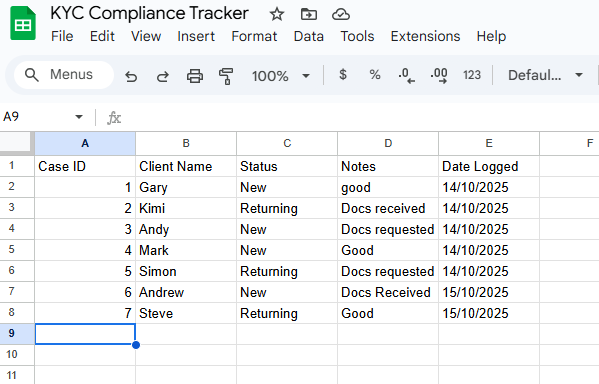 KYC Compliance Tracker
File Edit View Insert Format Data Tools Extensions Help
Menus 100% $ % .0 .00 123 Defaul...
A9 fx
A B C D E F
1 Case ID Client Name Status Notes Date Logged
2 1 Gary New good 14/10/2025
3 2 Kimi Returning Docs received 14/10/2025
4 3 Andy New Docs requested 14/10/2025
5 4 Mark New Good 14/10/2025
6 5 Simon Returning Docs requested 14/10/2025
7 6 Andrew New Docs Received 15/10/2025
8 7 Steve Returning Good 15/10/2025
9
10
11